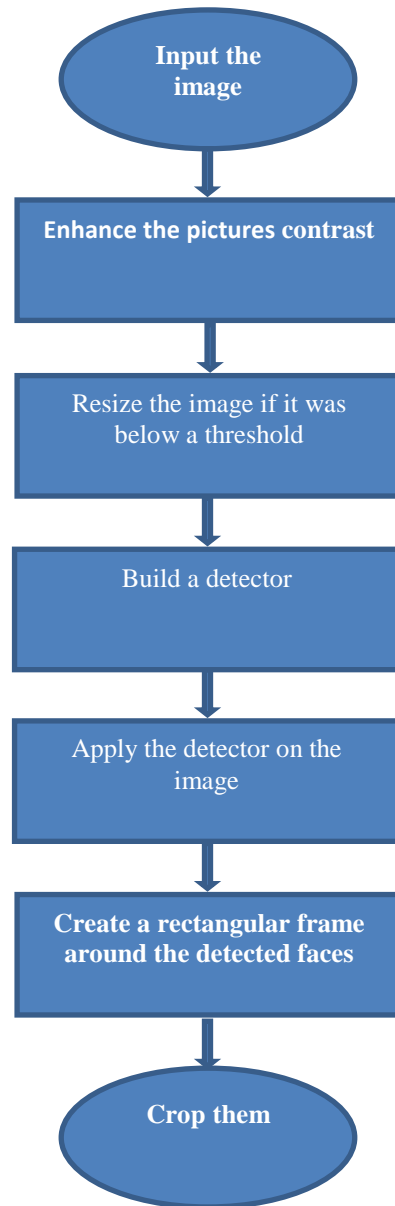 Input the
image
Enhance the pictures contrast
Resize the image if it was
below a threshold
Build a detector
Apply the detector on the
image
Create a rectangular frame
around the detected faces
Crop them